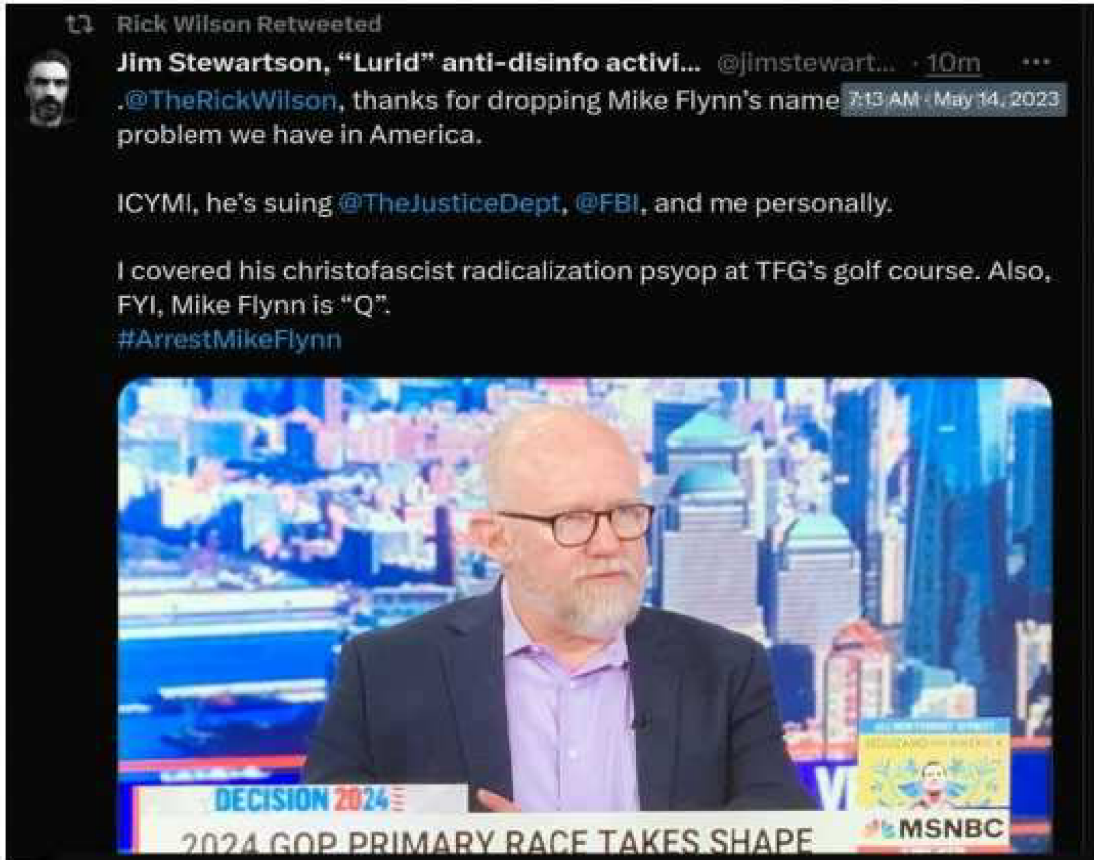 Rick Wilson Retweeted
Jim Stewartson, “Lurid” anti-disinfo activi... @jimstewart... · 10m ...
.@TheRickWilson, thanks for dropping Mike Flynn’s name 7:13 AM · May 14, 2023
problem we have in America.
ICYMI, he’s suing @TheJusticeDept, @FBI, and me personally.
I covered his christofascist radicalization psyop at TFG’s golf course. Also,
FYI, Mike Flynn is “Q”.
#ArrestMikeFlynn
DECISION 2024
MSNBC
2024 GOP PRIMARY RACE TAKES SHAPE